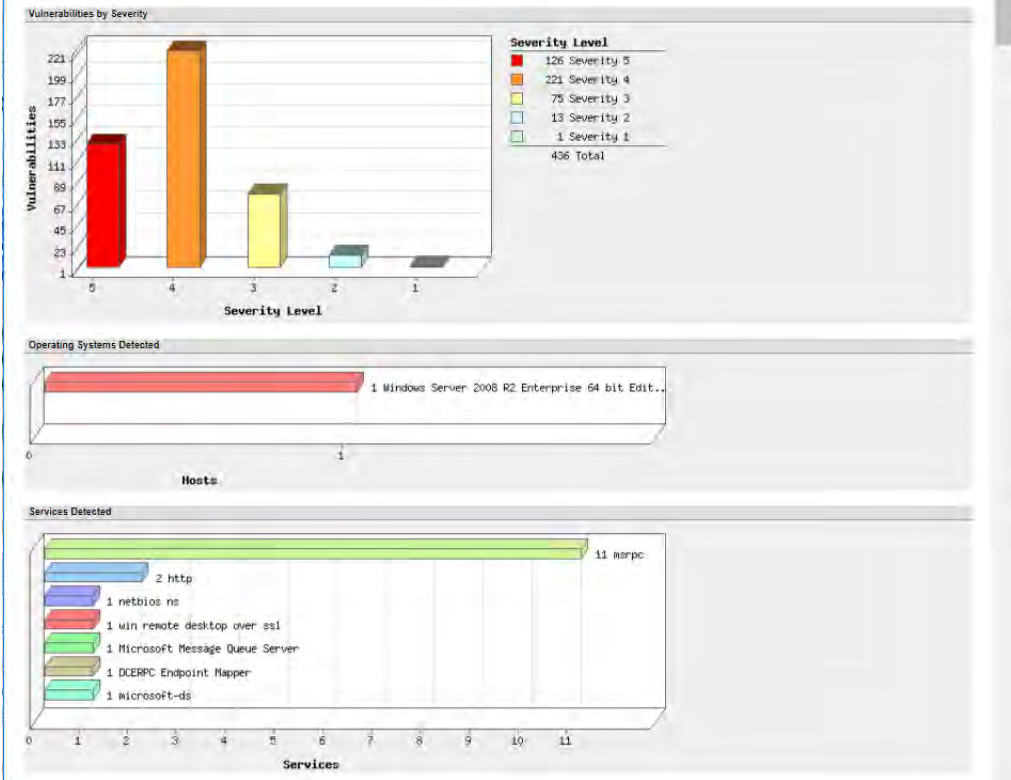 Vulnerabilities by Severity
Vulnerabilities
221
199
177
155
133
111
89
67
45
23
1
5 4 3 2 1
Severity Level
Severity Level
126 Severity 5
221 Severity 4
75 Severity 3
13 Severity 2
1 Severity 1
436 Total
Operating Systems Detected
1 Windows Server 2008 R2 Enterprise 64 bit Edit..
0 1
Hosts
Services Detected
11 msrpc
2 http
1 netbios ns
1 win remote desktop over ssl
1 Microsoft Message Queue Server
1 DCERPC Endpoint Mapper
1 microsoft-ds
0 1 2 3 4 5 6 7 8 9 10 11
Services